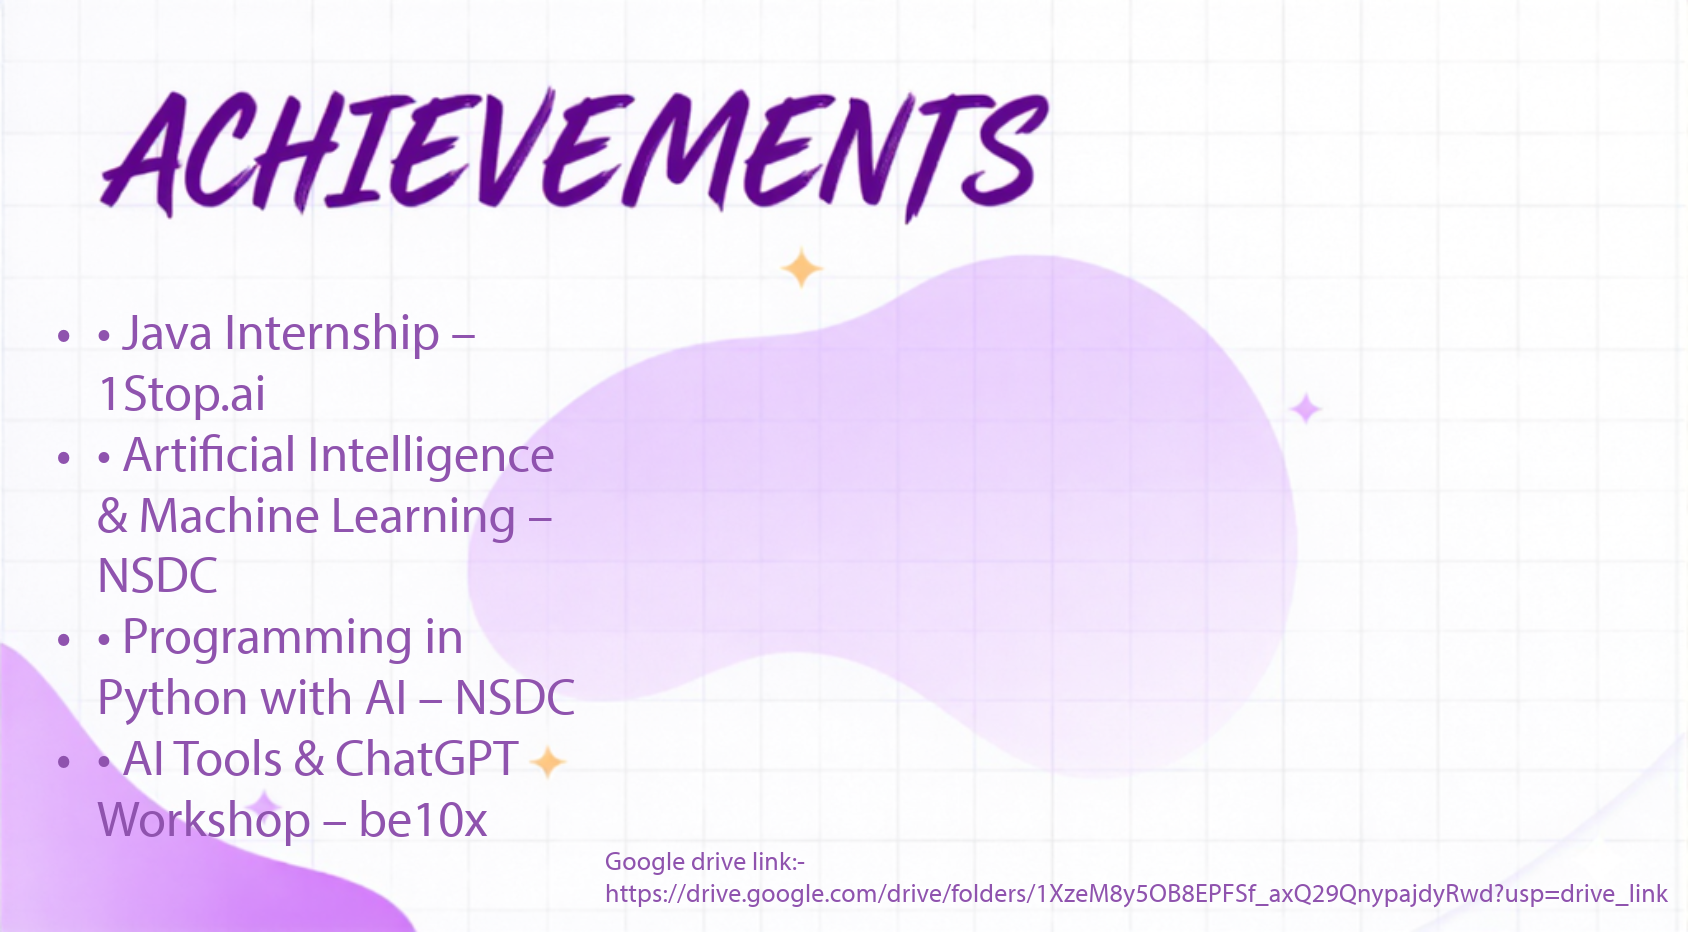 ACHIEVEMENTS
• • Java Internship –
1Stop.ai
• • Artificial Intelligence
& Machine Learning –
NSDC
• • Programming in
Python with AI – NSDC
• • AI Tools & ChatGPT
Workshop – be10x
Google drive link:-
https://drive.google.com/drive/folders/1XzeM8y5OB8EPFSf_axQ29QnypajdyRwd?usp=drive_link